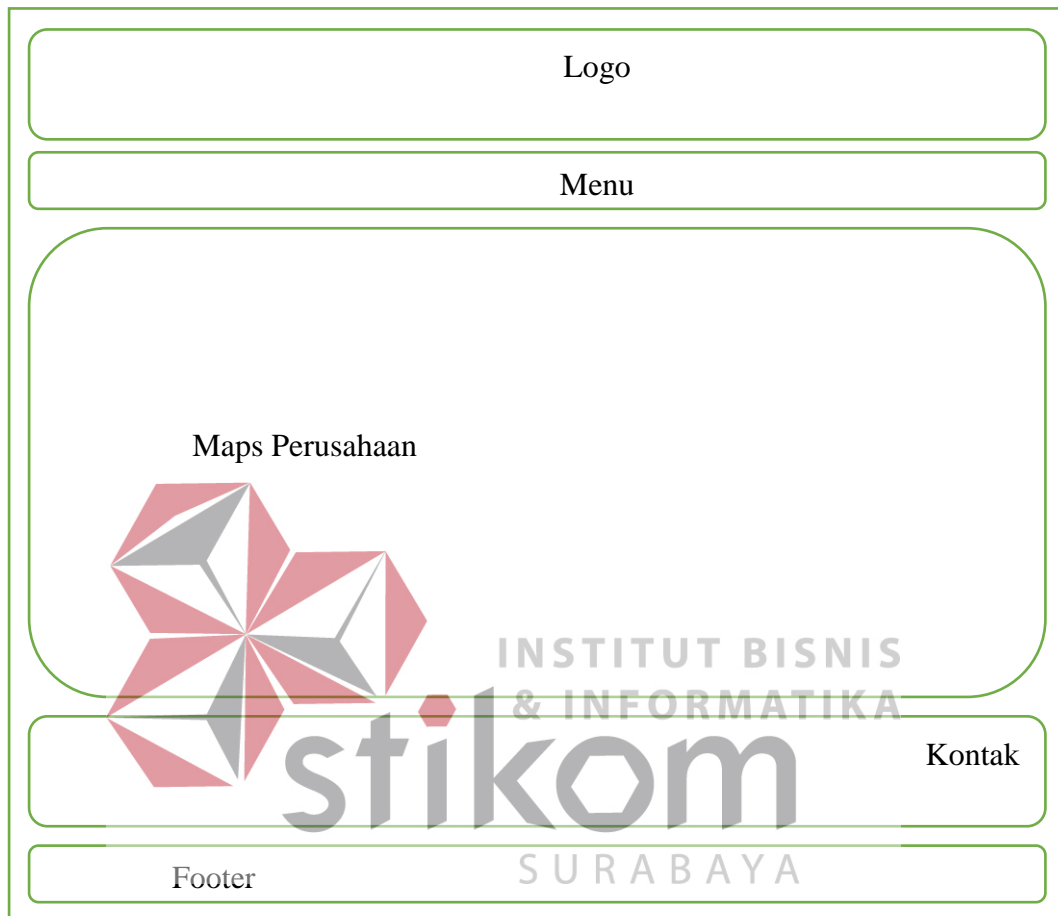 Logo
Menu
Maps Perusahaan
INSTITUT BISNIS
& INFORMATIKA
stikom
SURABAYA
Kontak
Footer